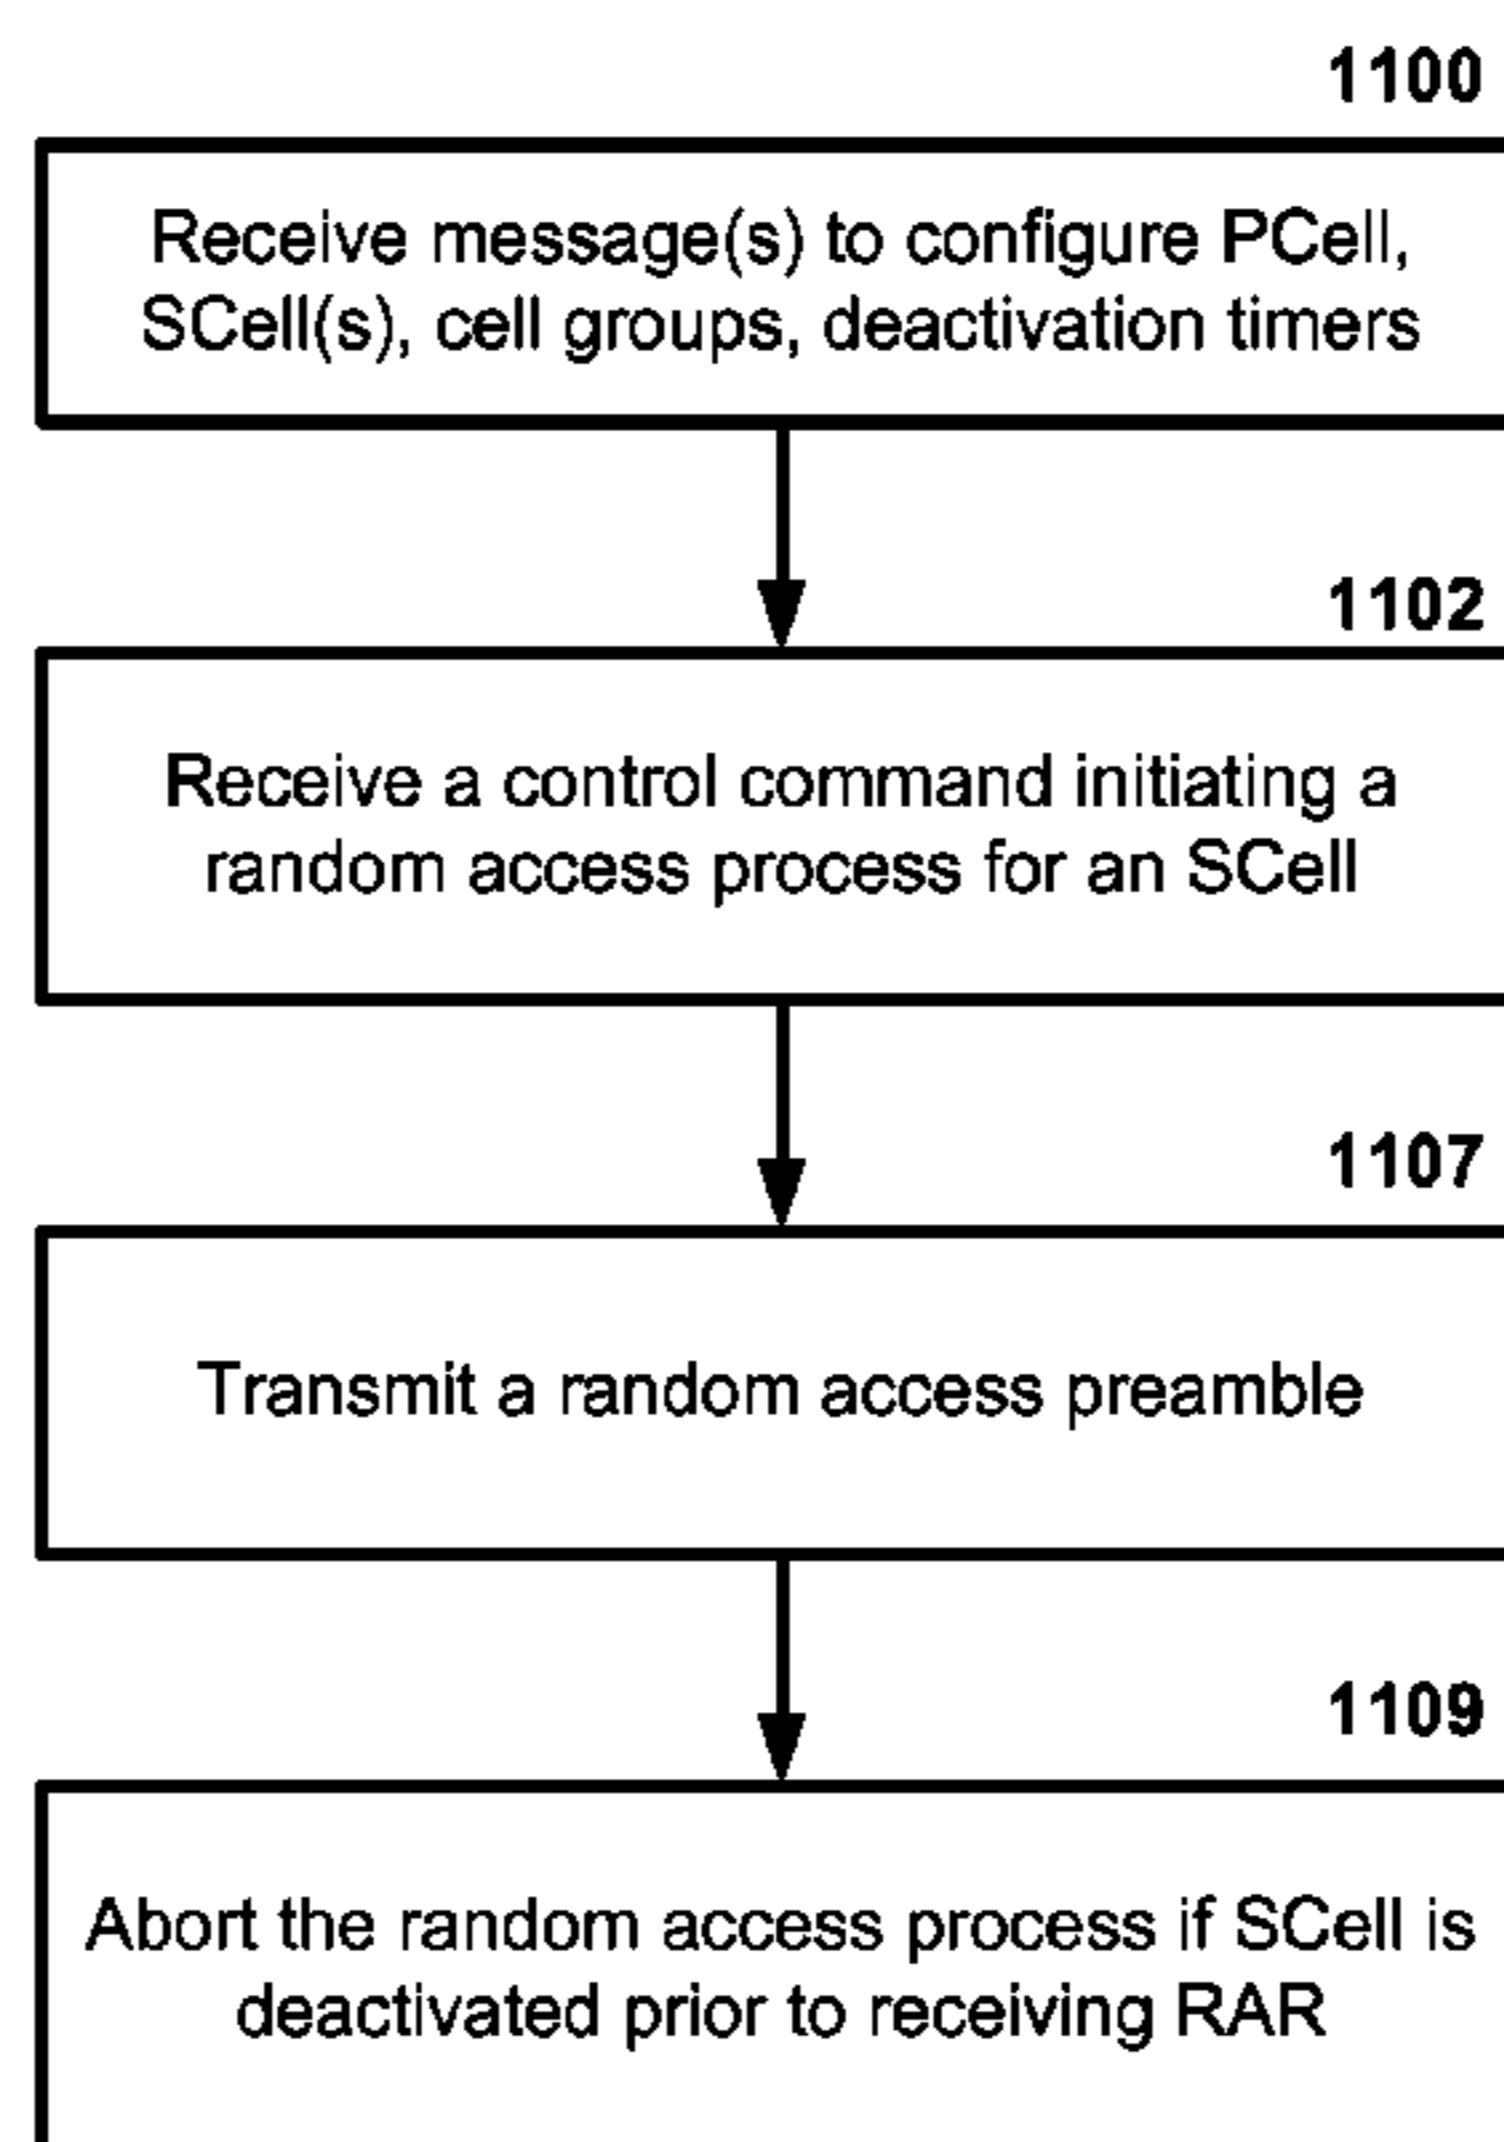 1100
Receive message(s) to configure PCell,
SCell(s), cell groups, deactivation timers
1102
Receive a control command initiating a
random access process for an SCell
1107
Transmit a random access preamble
1109
Abort the random access process if SCell is
deactivated prior to receiving RAR